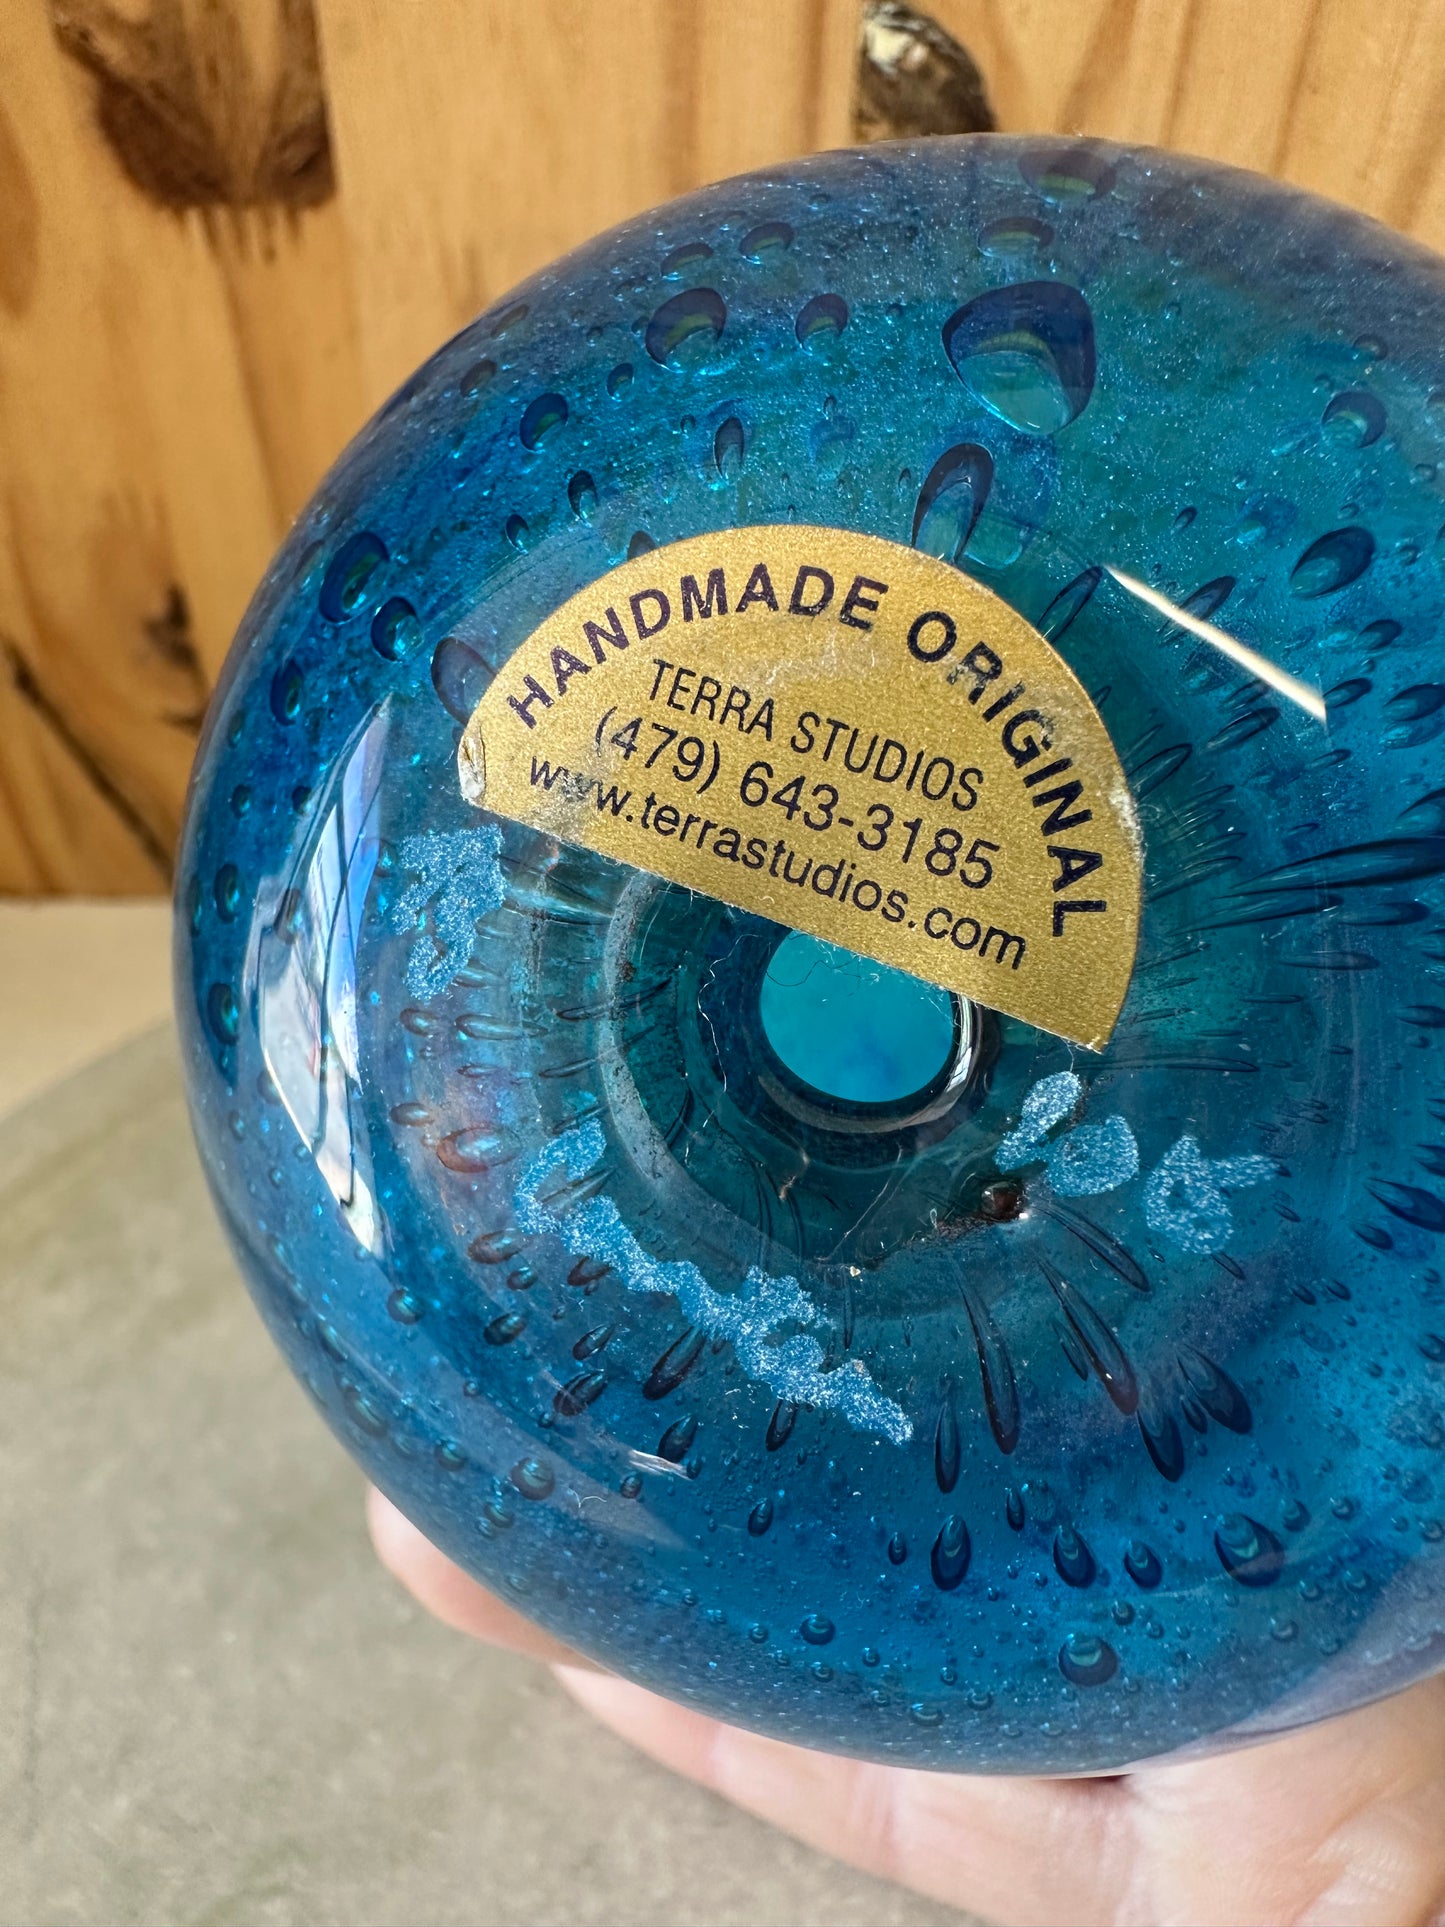 HANDMADE ORIGINAL
TERRA STUDIOS
(479) 643-3185
www.terrastudios.com